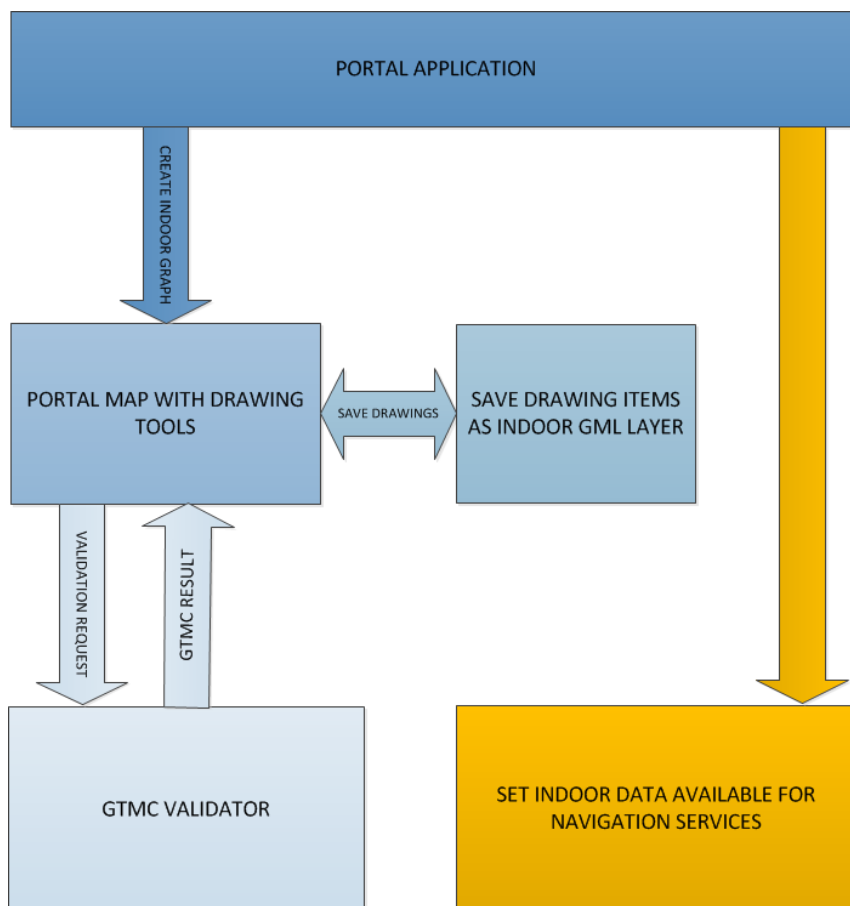 PORTAL APPLICATION
CREATE INDOOR GRAPH
PORTAL MAP WITH DRAWING
TOOLS
SAVE DRAWINGS
SAVE DRAWING ITEMS
AS INDOOR GML LAYER
VALIDATION REQUEST
GTMC RESULT
GTMC VALIDATOR
SET INDOOR DATA AVAILABLE FOR
NAVIGATION SERVICES